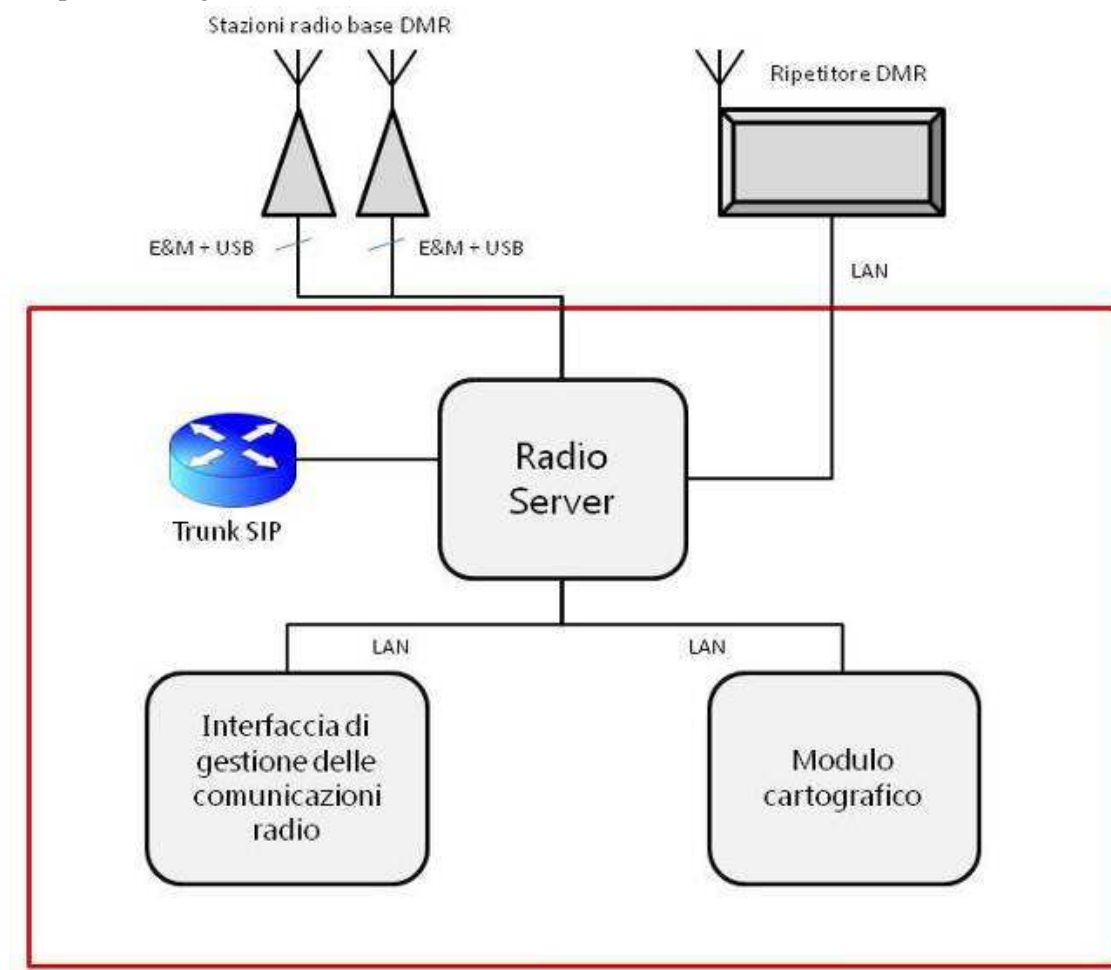 Stazioni radio base DMR
Ripetitore DMR
E&M + USB
E&M + USB
LAN
Radio
Server
Trunk SIP
LAN
LAN
Interfaccia di
gestione delle
comunicazioni
radio
Modulo
cartografico